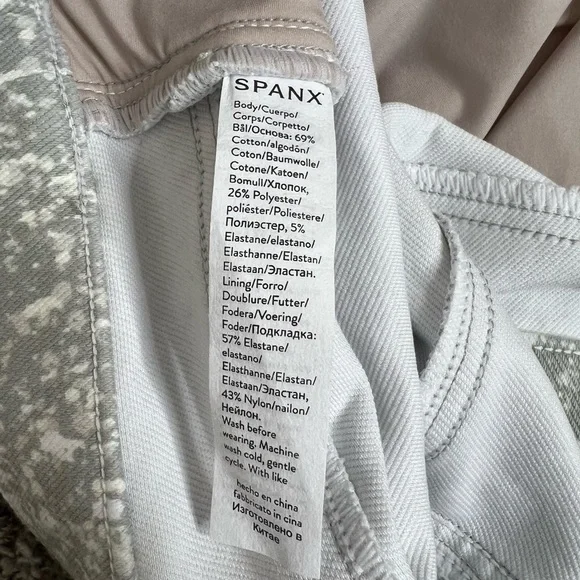 SPANX
Body/Cuerpo/
Corps/Corpetto/
Bål/Основа: 69%
Cotton/algodón/
Coton/Baumwolle/
Cotone/Katoen/
Bomull/Хлопок,
26% Polyester/
poliéster/Poliestere/
Полиэстер, 5%
Elastane/elastano/
Elasthanne/Elastan/
Elastaan/Эластан.
Lining/Forro/
Doublure/Futter/
Fodera/Voering/
Foder/Подкладка:
57% Elastane/
elastano/
Elasthanne/Elastan/
Elastaan/Эластан,
43% Nylon/nailon/
Нейлон.
Wash before
wearing. Machine
wash cold, gentle
cycle. With like
hecho en china
fabbricato in cina
Изготовлено в
Китае